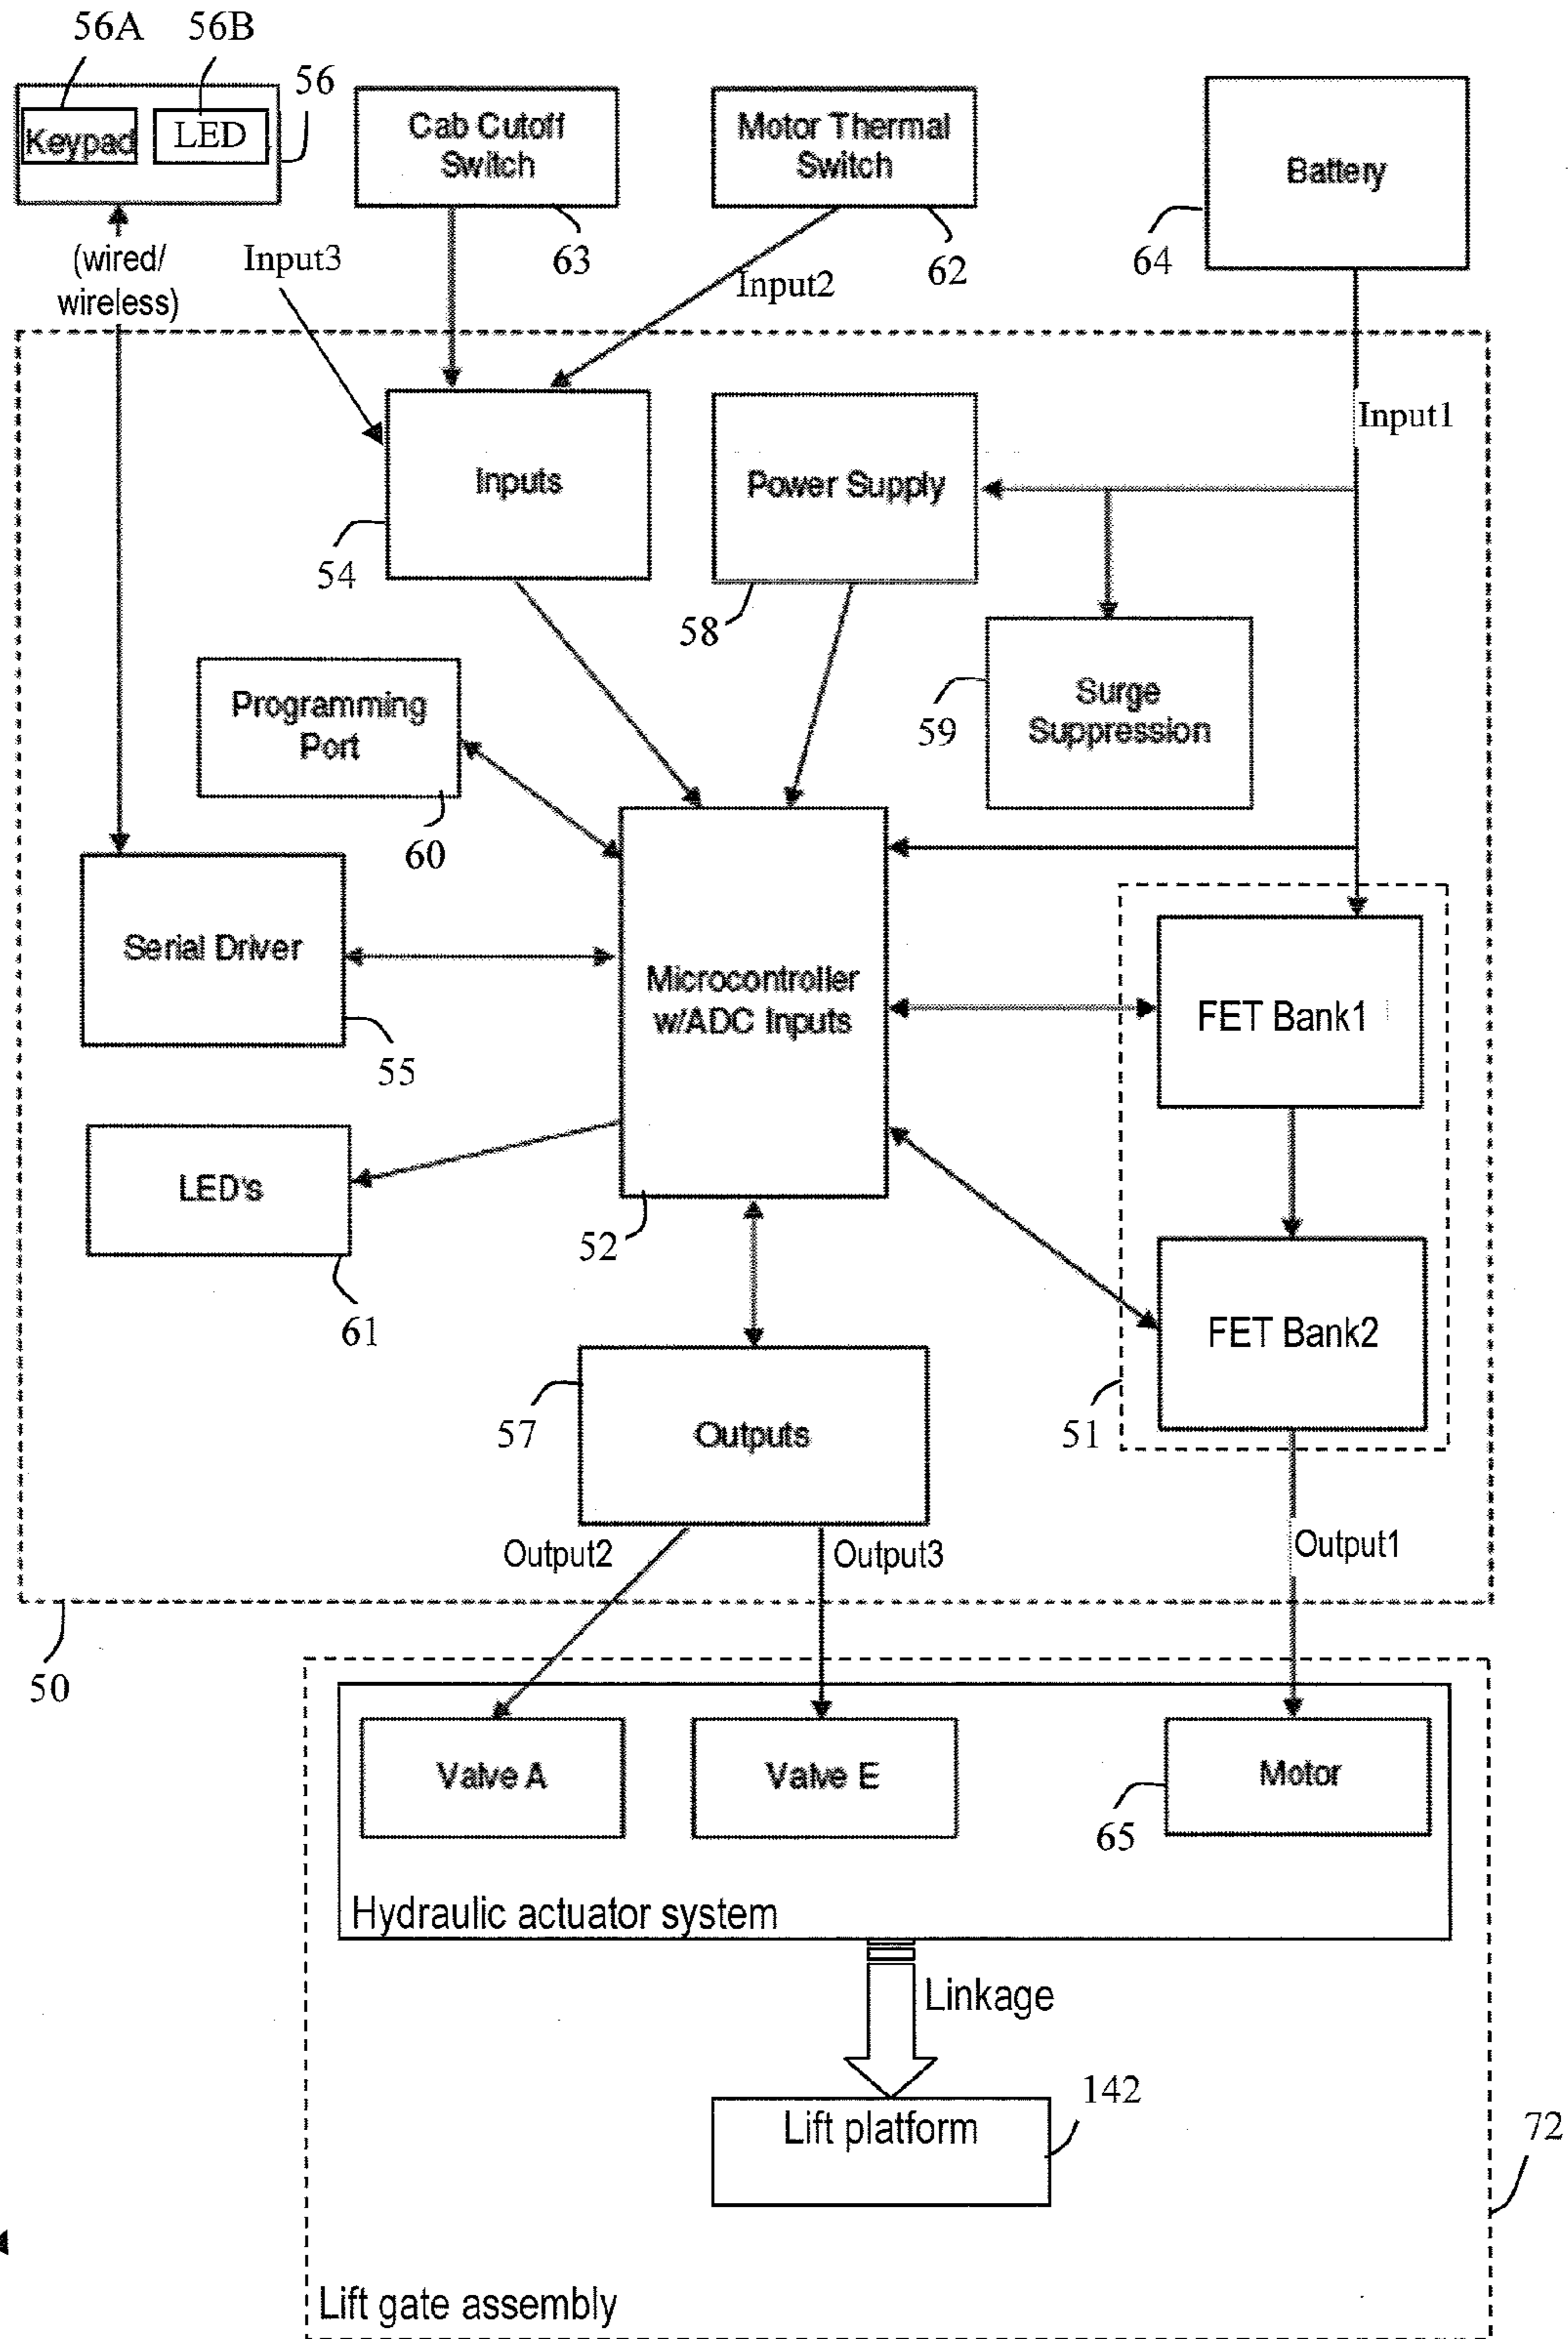 56A
56B
56
Keypad
LED
Cab Cutoff
Switch
63
Motor Thermal
Switch
62
Battery
64
(wired/
wireless)
Input3
Input2
Input1
Inputs
54
Power Supply
58
Surge
Suppression
59
Programming
Port
60
Serial Driver
55
Microcontroller
w/ADC Inputs
52
FET Bank1
LED's
61
FET Bank2
51
Outputs
57
Output2
Output3
Output1
50
Valve A
Valve E
Motor
65
Hydraulic actuator system
Linkage
Lift platform
142
72
Lift gate assembly